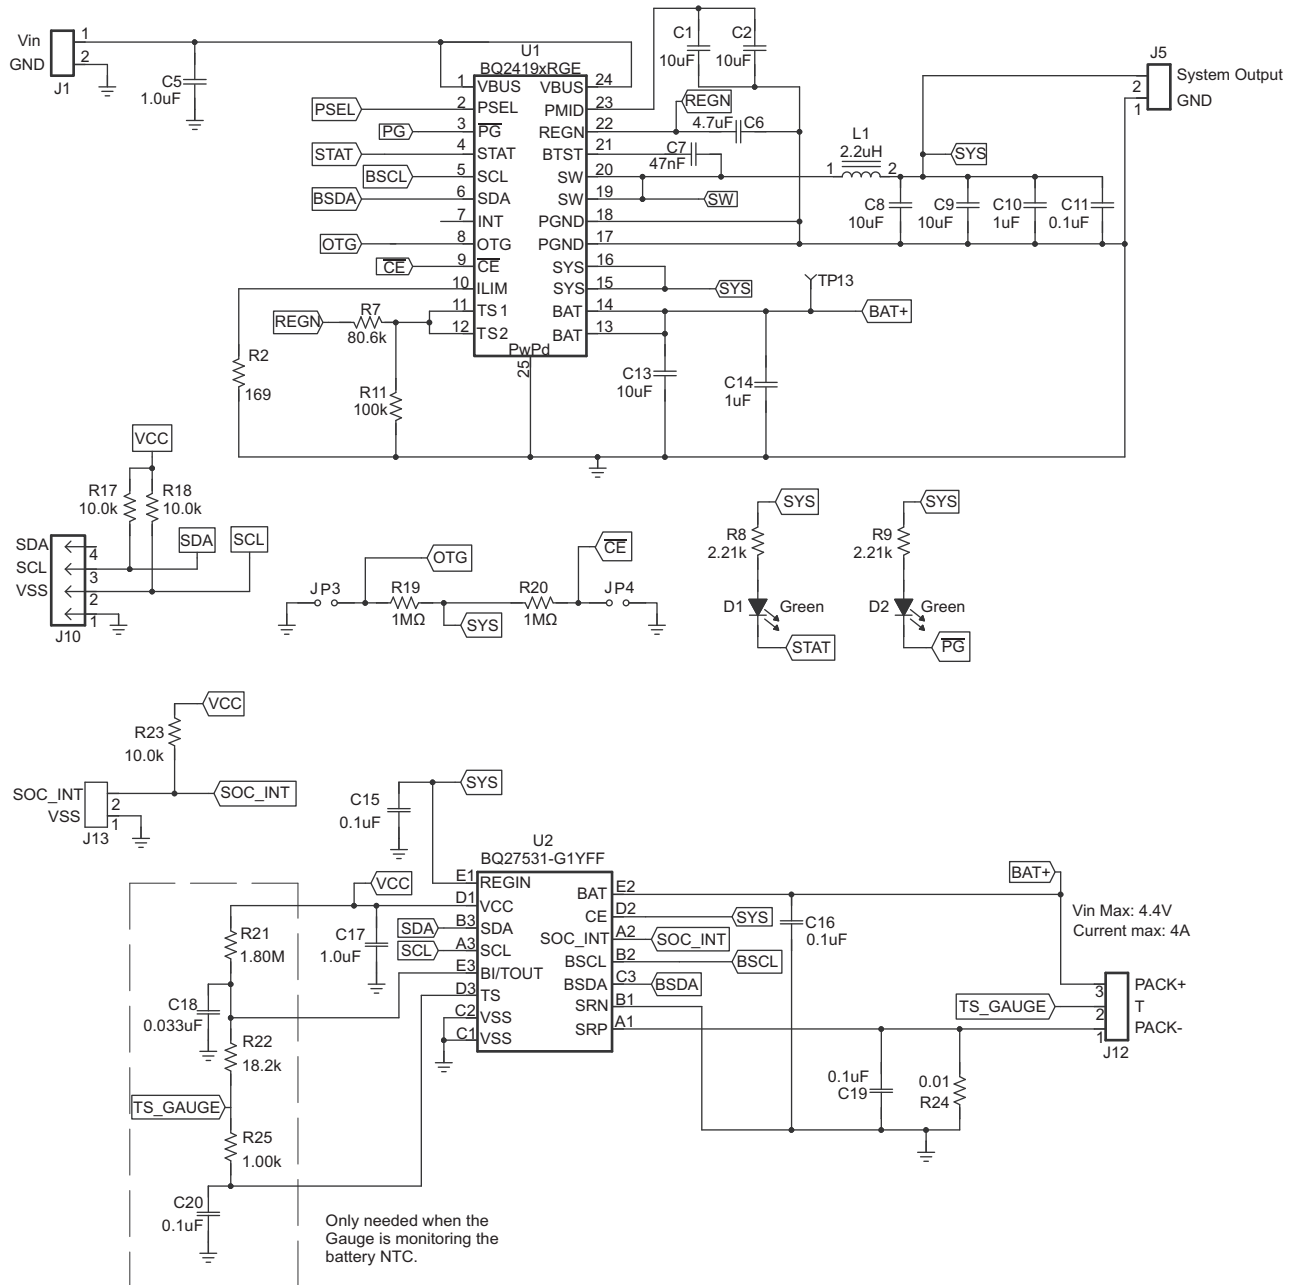 Vin
1
GND
2
J1
C5
1.0uF
U1
BQ2419xRGE
1 VBUS
2 PSEL
3 PG
4 STAT
5 SCL
6 SDA
7 INT
8 OTG
9 CE
10 ILIM
11 TS1
12 TS2
PwPd
25
VBUS 24
PMID 23
REGN 22
BTST 21
SW 20
SW 19
PGND 18
PGND 17
SYS 16
SYS 15
BAT 14
BAT 13
PSEL
PG
STAT
BSCL
BSDA
OTG
CE
REGN
R7
80.6k
R2
169
R11
100k
C1
10uF
C2
10uF
REGN
4.7uF C6
C7
47nF
SW
SYS
L1
2.2uH
1
2
SYS
C8
10uF
C9
10uF
C10
1uF
C11
0.1uF
J5
System Output
2
GND
1
TP13
BAT+
C13
10uF
C14
1uF
VCC
R17
10.0k
R18
10.0k
SDA
SCL
SDA
4
SCL
3
VSS
2
1
J10
OTG
CE
JP3
R19
1MΩ
R20
1MΩ
JP4
SYS
SYS
R8
2.21k
D1
Green
STAT
SYS
R9
2.21k
D2
Green
PG
VCC
R23
10.0k
SOC_INT
2
VSS
1
J13
SOC_INT
SYS
C15
0.1uF
U2
BQ27531-G1YFF
E1 REGIN
D1 VCC
B3 SDA
A3 SCL
E3 BI/TOUT
D3 TS
C2 VSS
C1 VSS
BAT E2
CE D2
SOC_INT A2
BSCL B2
BSDA C3
SRN B1
SRP A1
VCC
SDA
SCL
C17
1.0uF
R21
1.80M
C18
0.033uF
R22
18.2k
TS_GAUGE
R25
1.00k
C20
0.1uF
Only needed when the
Gauge is monitoring the
battery NTC.
SYS
SOC_INT
BSCL
BSDA
C16
0.1uF
BAT+
Vin Max: 4.4V
Current max: 4A
TS_GAUGE
PACK+
3
T
2
PACK-
1
J12
0.1uF
C19
0.01
R24